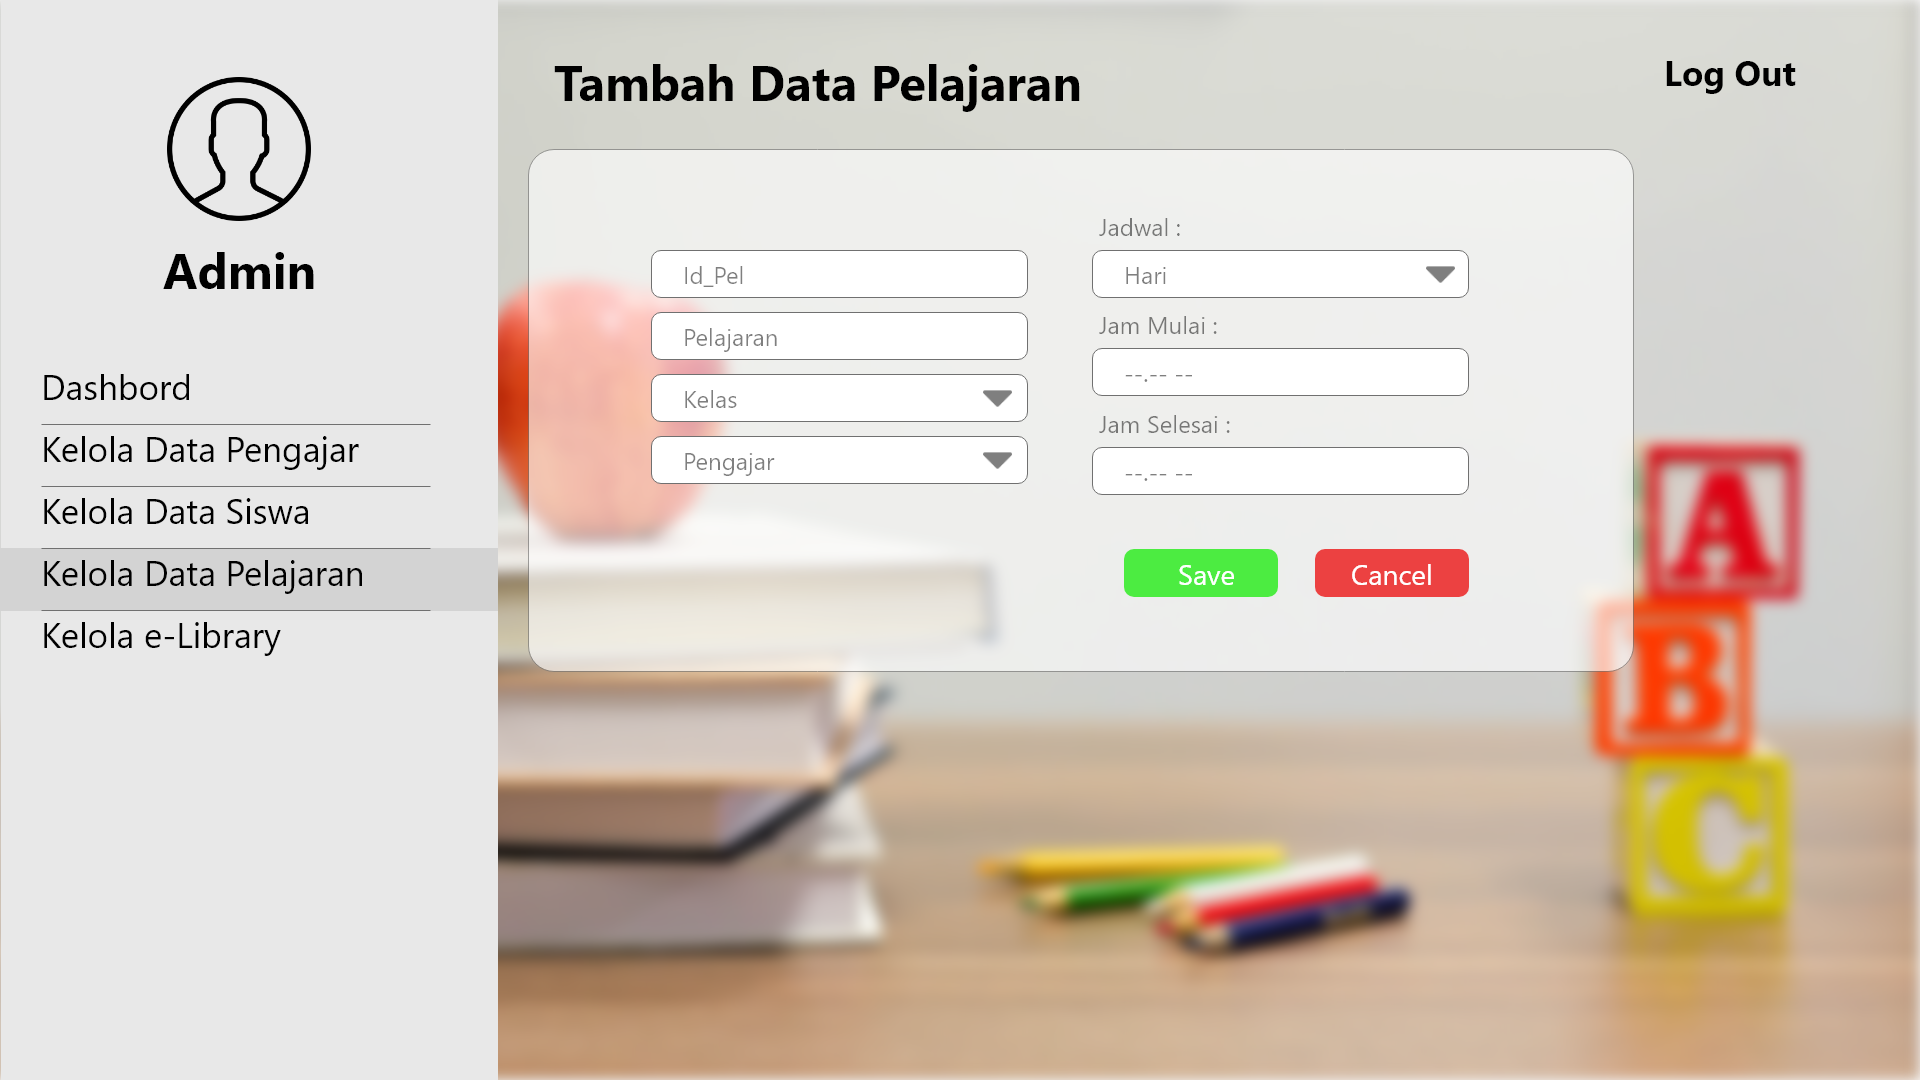 Admin
Dashbord
Kelola Data Pengajar
Kelola Data Siswa
Kelola Data Pelajaran
Kelola e-Library
Tambah Data Pelajaran
Log Out
Id_Pel
Pelajaran
Kelas
Pengajar
Jadwal :
Hari
Jam Mulai :
--.-- --
Jam Selesai :
--.-- --
Save
Cancel
A
B
C